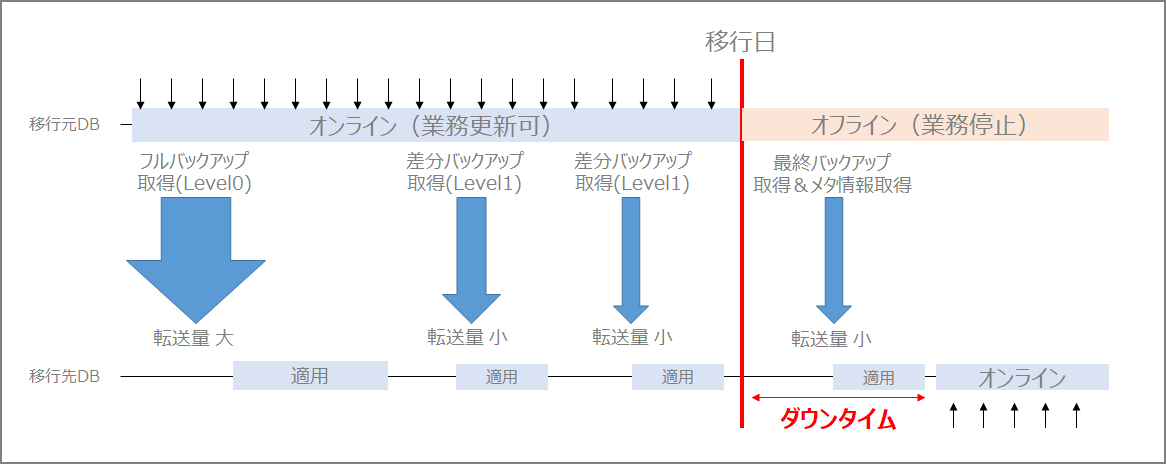 移行日
移行元DB
オンライン（業務更新可）
オフライン（業務停止）
フルバックアップ
取得(Level0)
差分バックアップ
取得(Level1)
差分バックアップ
取得(Level1)
最終バックアップ
取得＆メタ情報取得
転送量 大
転送量 小
転送量 小
転送量 小
移行先DB
適用
適用
適用
適用
オンライン
ダウンタイム